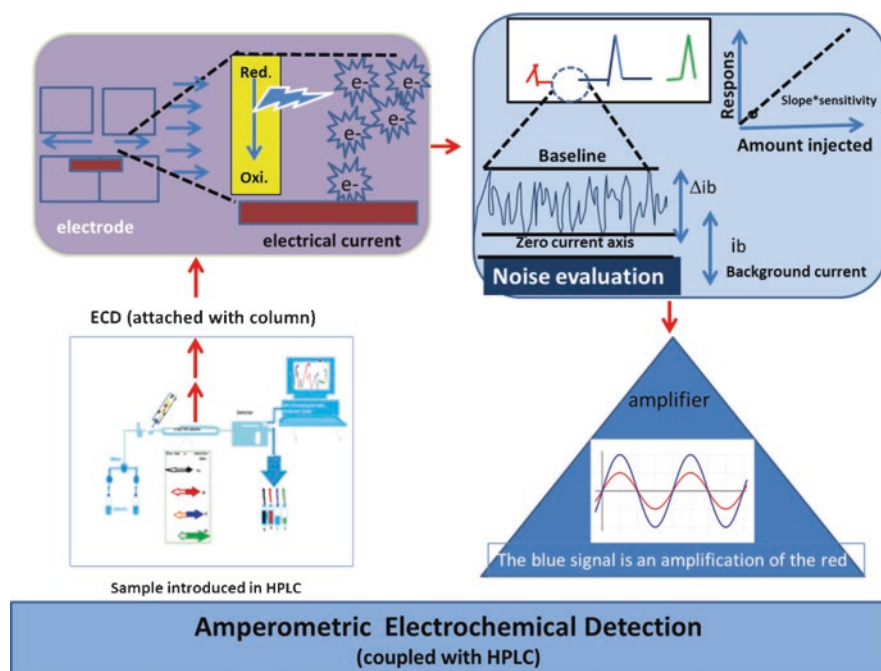 Red.
Oxi.
e-
e-
e-
e-
e-
electrode
electrical current
Respons
Slope*sensitivity
Amount injected
Baseline
Δib
Zero current axis
ib
Noise evaluation
Background current
ECD (attached with column)
Detector
Sample introduced in HPLC
amplifier
The blue signal is an amplification of the red
Amperometric Electrochemical Detection
(coupled with HPLC)